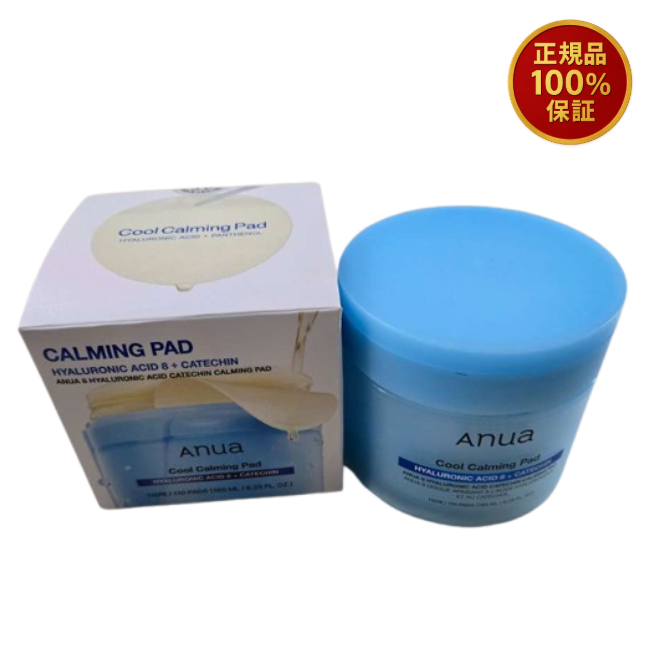 正規品
100%
保証
Cool Calming Pad
HYALURONIC ACID + PANTHENOL
CALMING PAD
HYALURONIC ACID 8 + CATECHIN
ANUA 8 HYALURONIC ACID CATECHIN CALMING PAD
Anua
Cool Calming Pad
HYALURONIC ACID 8 + CATECHIN
Anua
Cool Calming Pad
HYALURONIC ACID 8 + CATECHIN